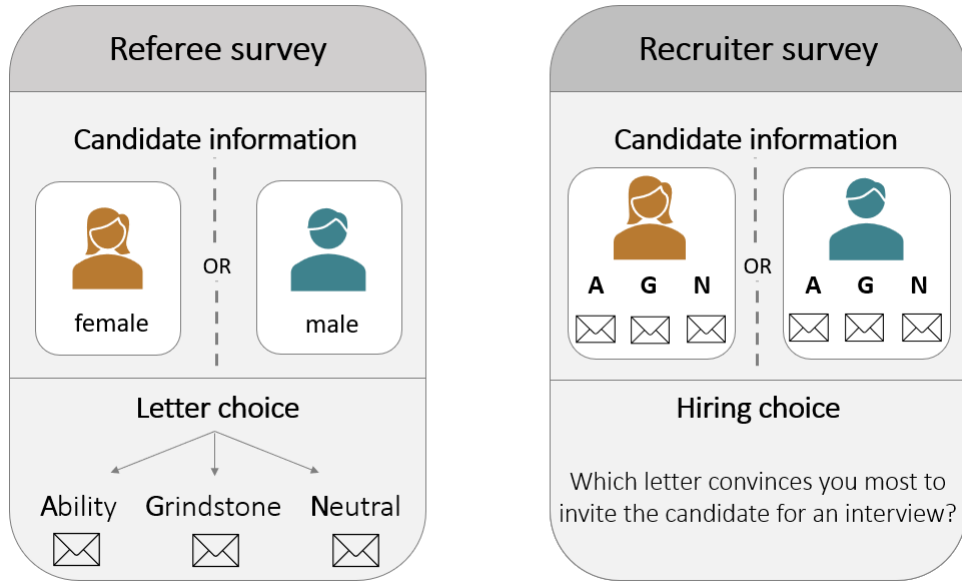 Referee survey
Candidate information
OR
female
male
Letter choice
Ability
Grindstone
Neutral
Recruiter survey
Candidate information
A G N
OR
A G N
Hiring choice
Which letter convinces you most to
invite the candidate for an interview?